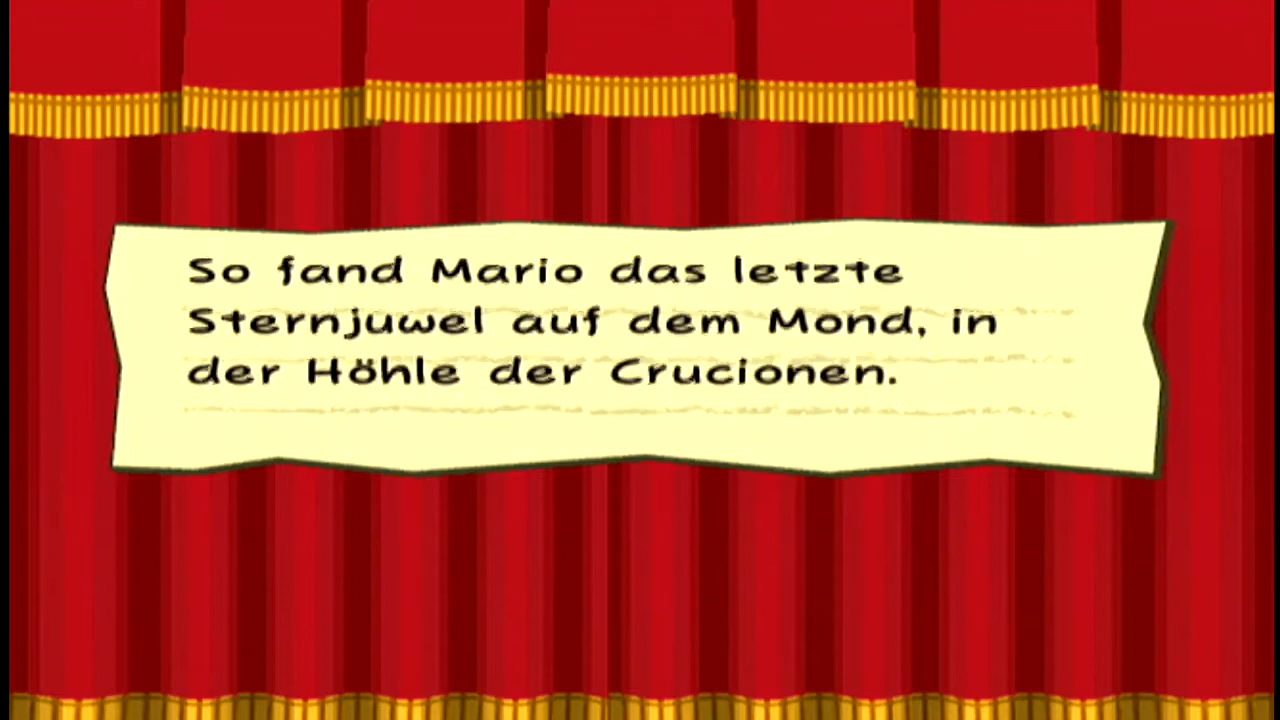 So fand Mario das letzte
Sternjuwel auf dem Mond, in
der Höhle der Crucionen.